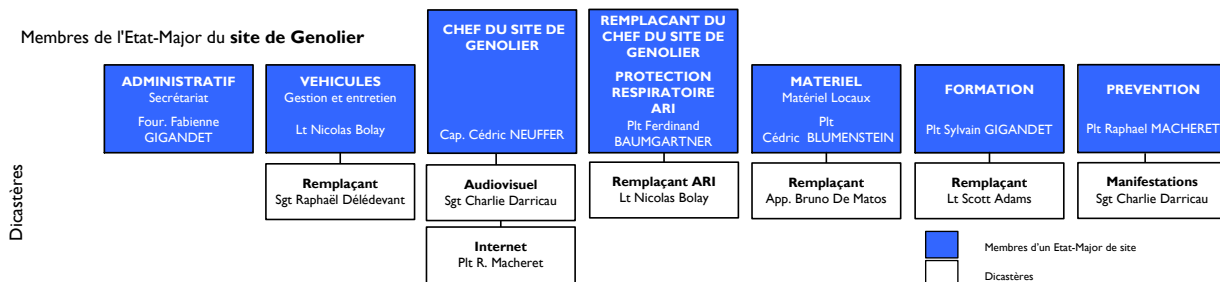 Membres de l'Etat-Major du site de Genolier
ADMINISTRATIF
Secrétariat
Four. Fabienne
GIGANDET
VEHICULES
Gestion et entretien
Lt Nicolas Bolay
CHEF DU SITE DE
GENOLIER
Cap. Cédric NEUFFER
REMPLACANT DU
CHEF DU SITE DE
GENOLIER
PROTECTION
RESPIRATOIRE
ARI
Plt Ferdinand
BAUMGARTNER
MATERIEL
Matériel Locaux
Plt
Cédric BLUMENSTEIN
FORMATION
Plt Sylvain GIGANDET
PREVENTION
Plt Raphael MACHERET
Dicastères
Remplaçant
Sgt Raphaël Délédevant
Audiovisuel
Sgt Charlie Darricau
Remplaçant ARI
Lt Nicolas Bolay
Remplaçant
App. Bruno De Matos
Remplaçant
Lt Scott Adams
Manifestations
Sgt Charlie Darricau
Internet
Plt R. Macheret
Membres d'un Etat-Major de site
Dicastères